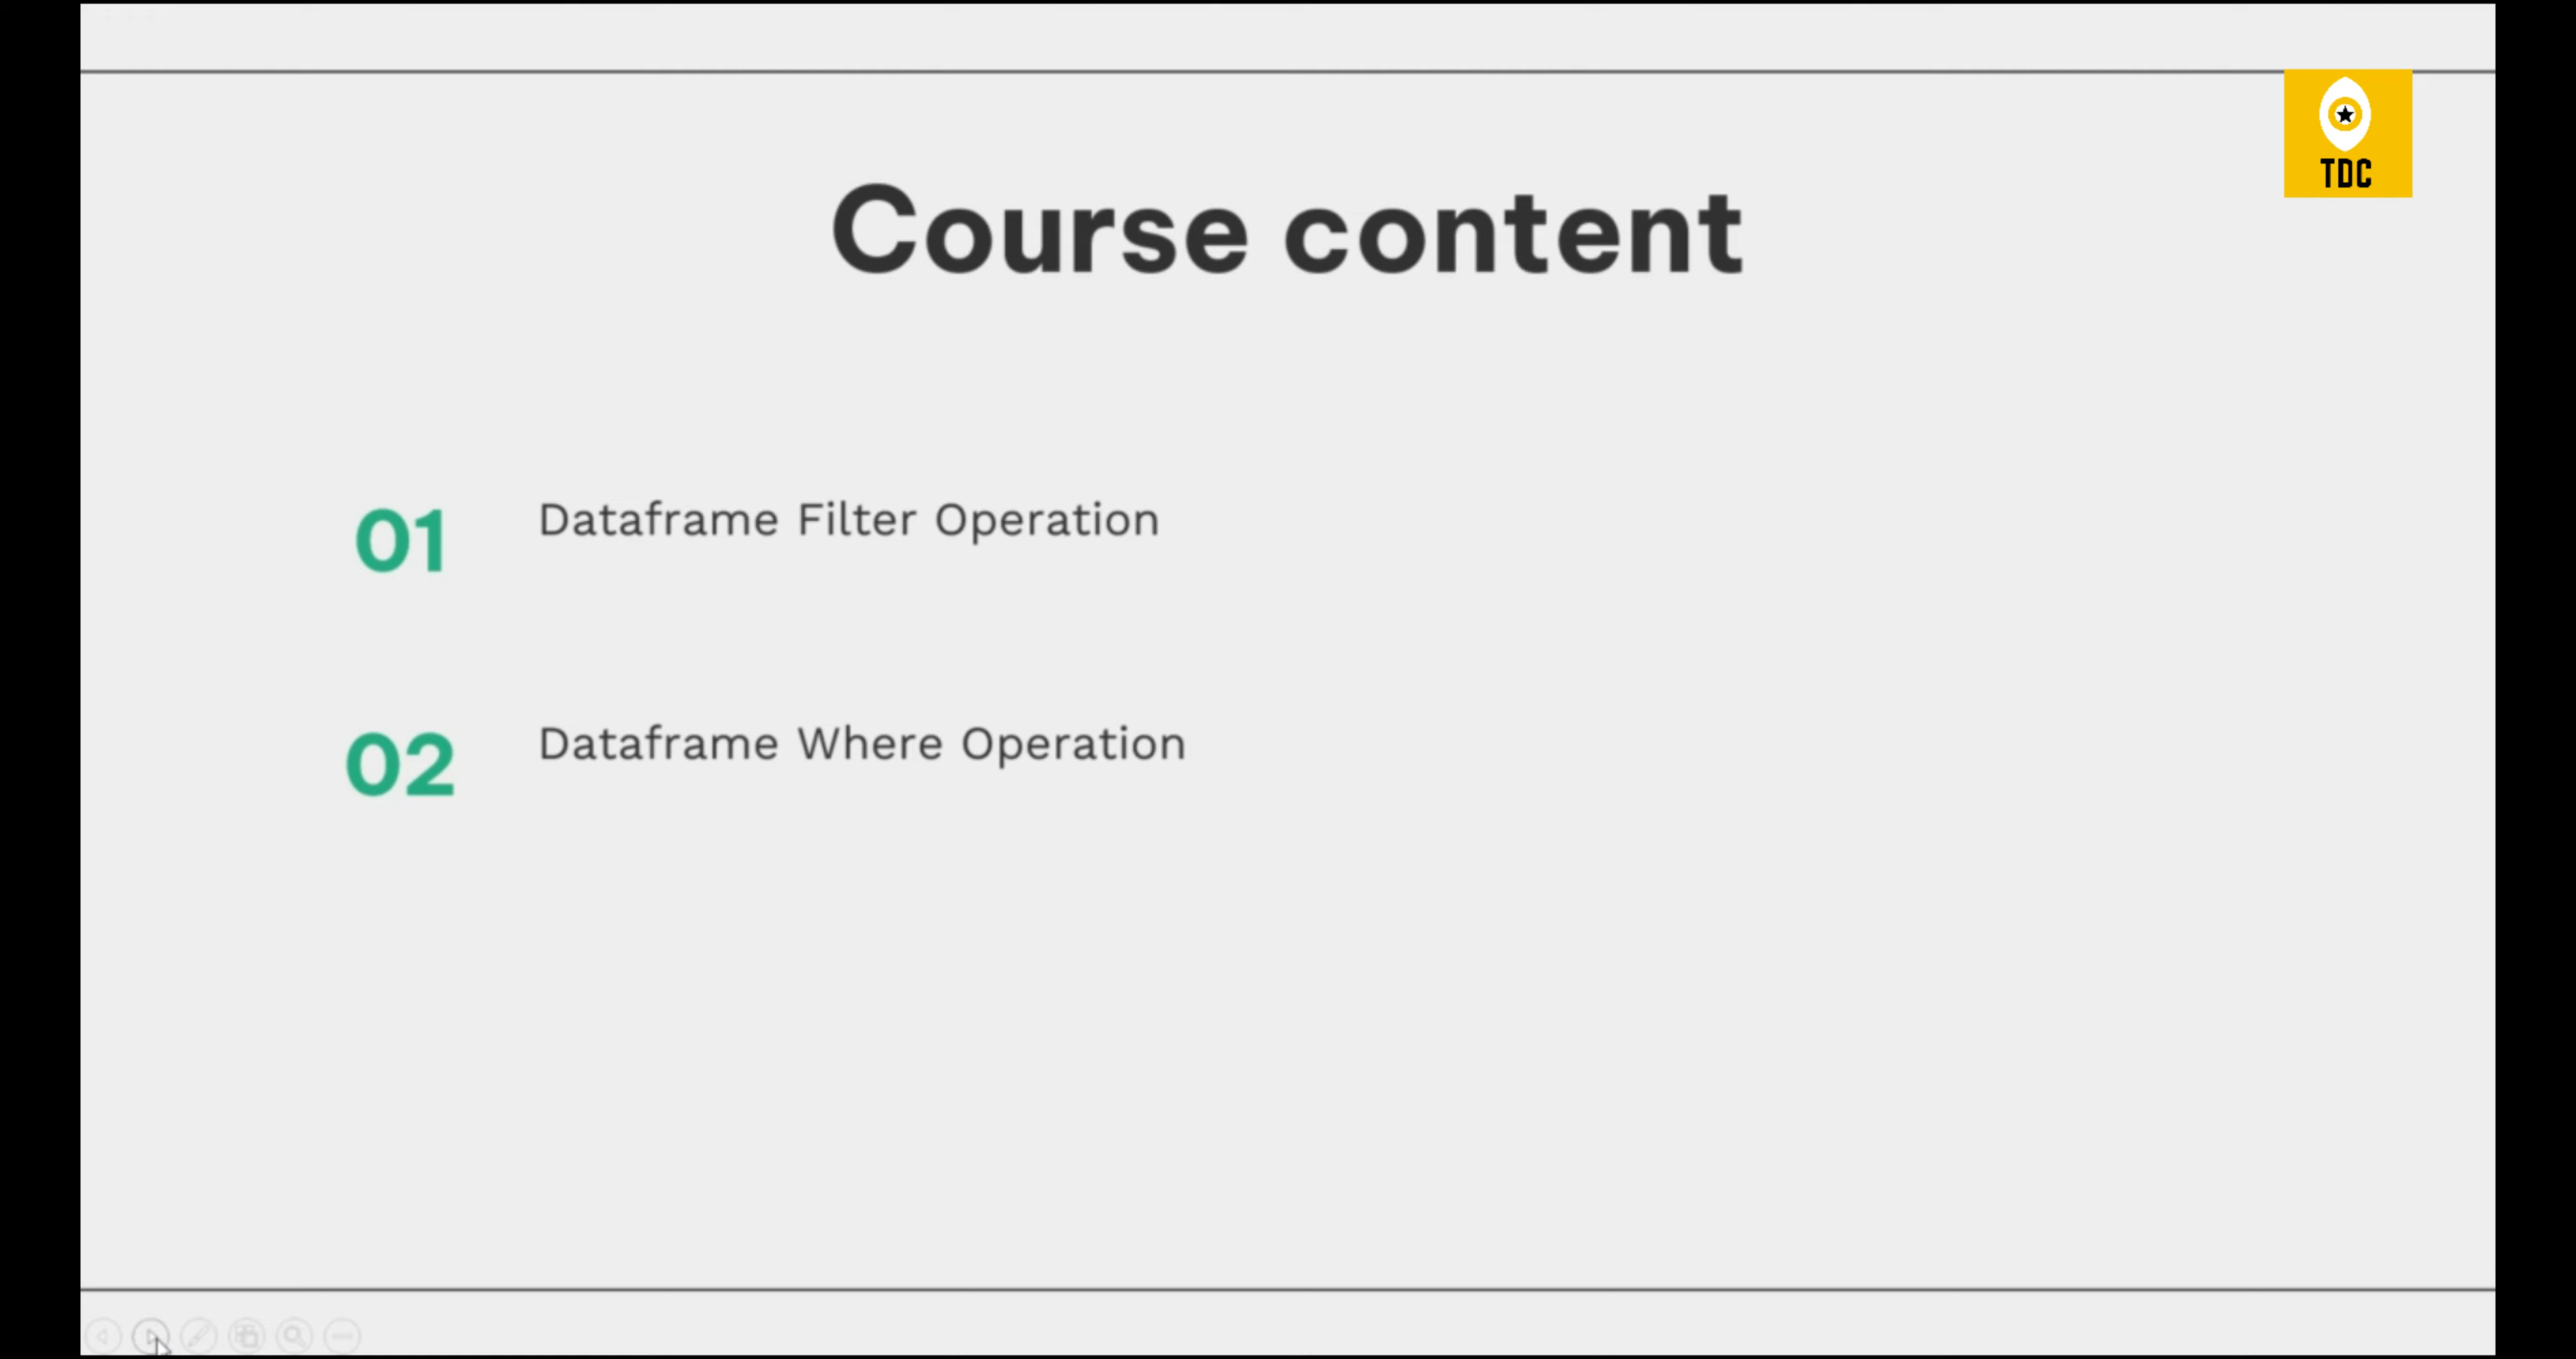 TDC
Course content
01 Dataframe Filter Operation
02 Dataframe Where Operation